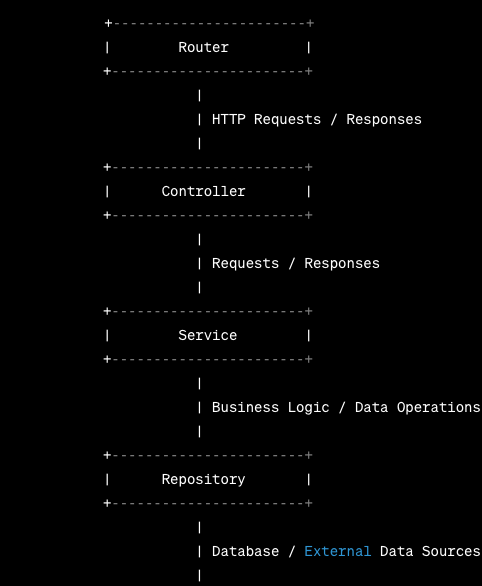 +-----------------------+
|        Router         |
+-----------------------+
|
| HTTP Requests / Responses
|
+-----------------------+
|      Controller       |
+-----------------------+
|
| Requests / Responses
|
+-----------------------+
|        Service        |
+-----------------------+
|
| Business Logic / Data Operations
|
+-----------------------+
|      Repository       |
+-----------------------+
|
| Database / External Data Sources
|